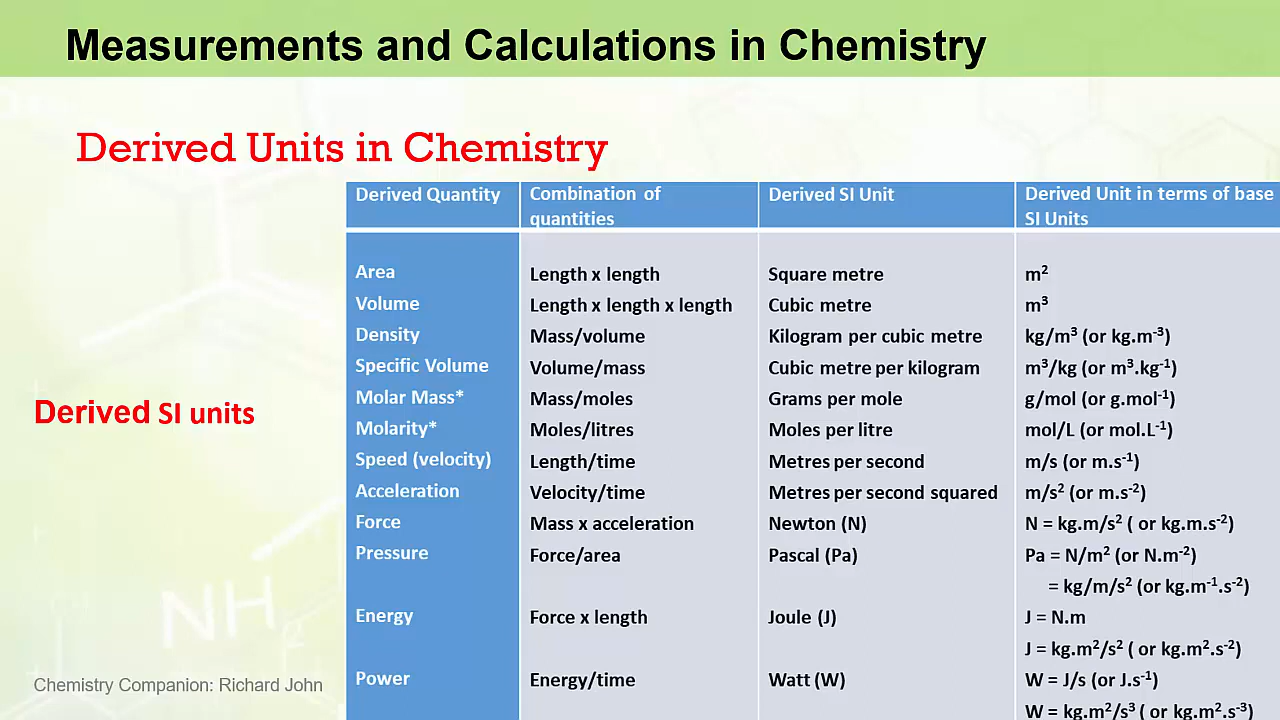 Measurements and Calculations in Chemistry
Derived Units in Chemistry
Derived SI units
Derived Quantity Combination of quantities Derived SI Unit Derived Unit in terms of base SI Units
Area Length x length Square metre m²
Volume Length x length x length Cubic metre m³
Density Mass/volume Kilogram per cubic metre kg/m³ (or kg.m⁻³)
Specific Volume Volume/mass Cubic metre per kilogram m³/kg (or m³.kg⁻¹)
Molar Mass* Mass/moles Grams per mole g/mol (or g.mol⁻¹)
Molarity* Moles/litres Moles per litre mol/L (or mol.L⁻¹)
Speed (velocity) Length/time Metres per second m/s (or m.s⁻¹)
Acceleration Velocity/time Metres per second squared m/s² (or m.s⁻²)
Force Mass x acceleration Newton (N) N = kg.m/s² ( or kg.m.s⁻²)
Pressure Force/area Pascal (Pa) Pa = N/m² (or N.m⁻²)
= kg/m/s² (or kg.m⁻¹.s⁻²)
Energy Force x length Joule (J) J = N.m
J = kg.m²/s² ( or kg.m².s⁻²)
Power Energy/time Watt (W) W = J/s (or J.s⁻¹)
W = kg.m²/s³ ( or kg.m².s⁻³)
NH₂
Chemistry Companion: Richard John